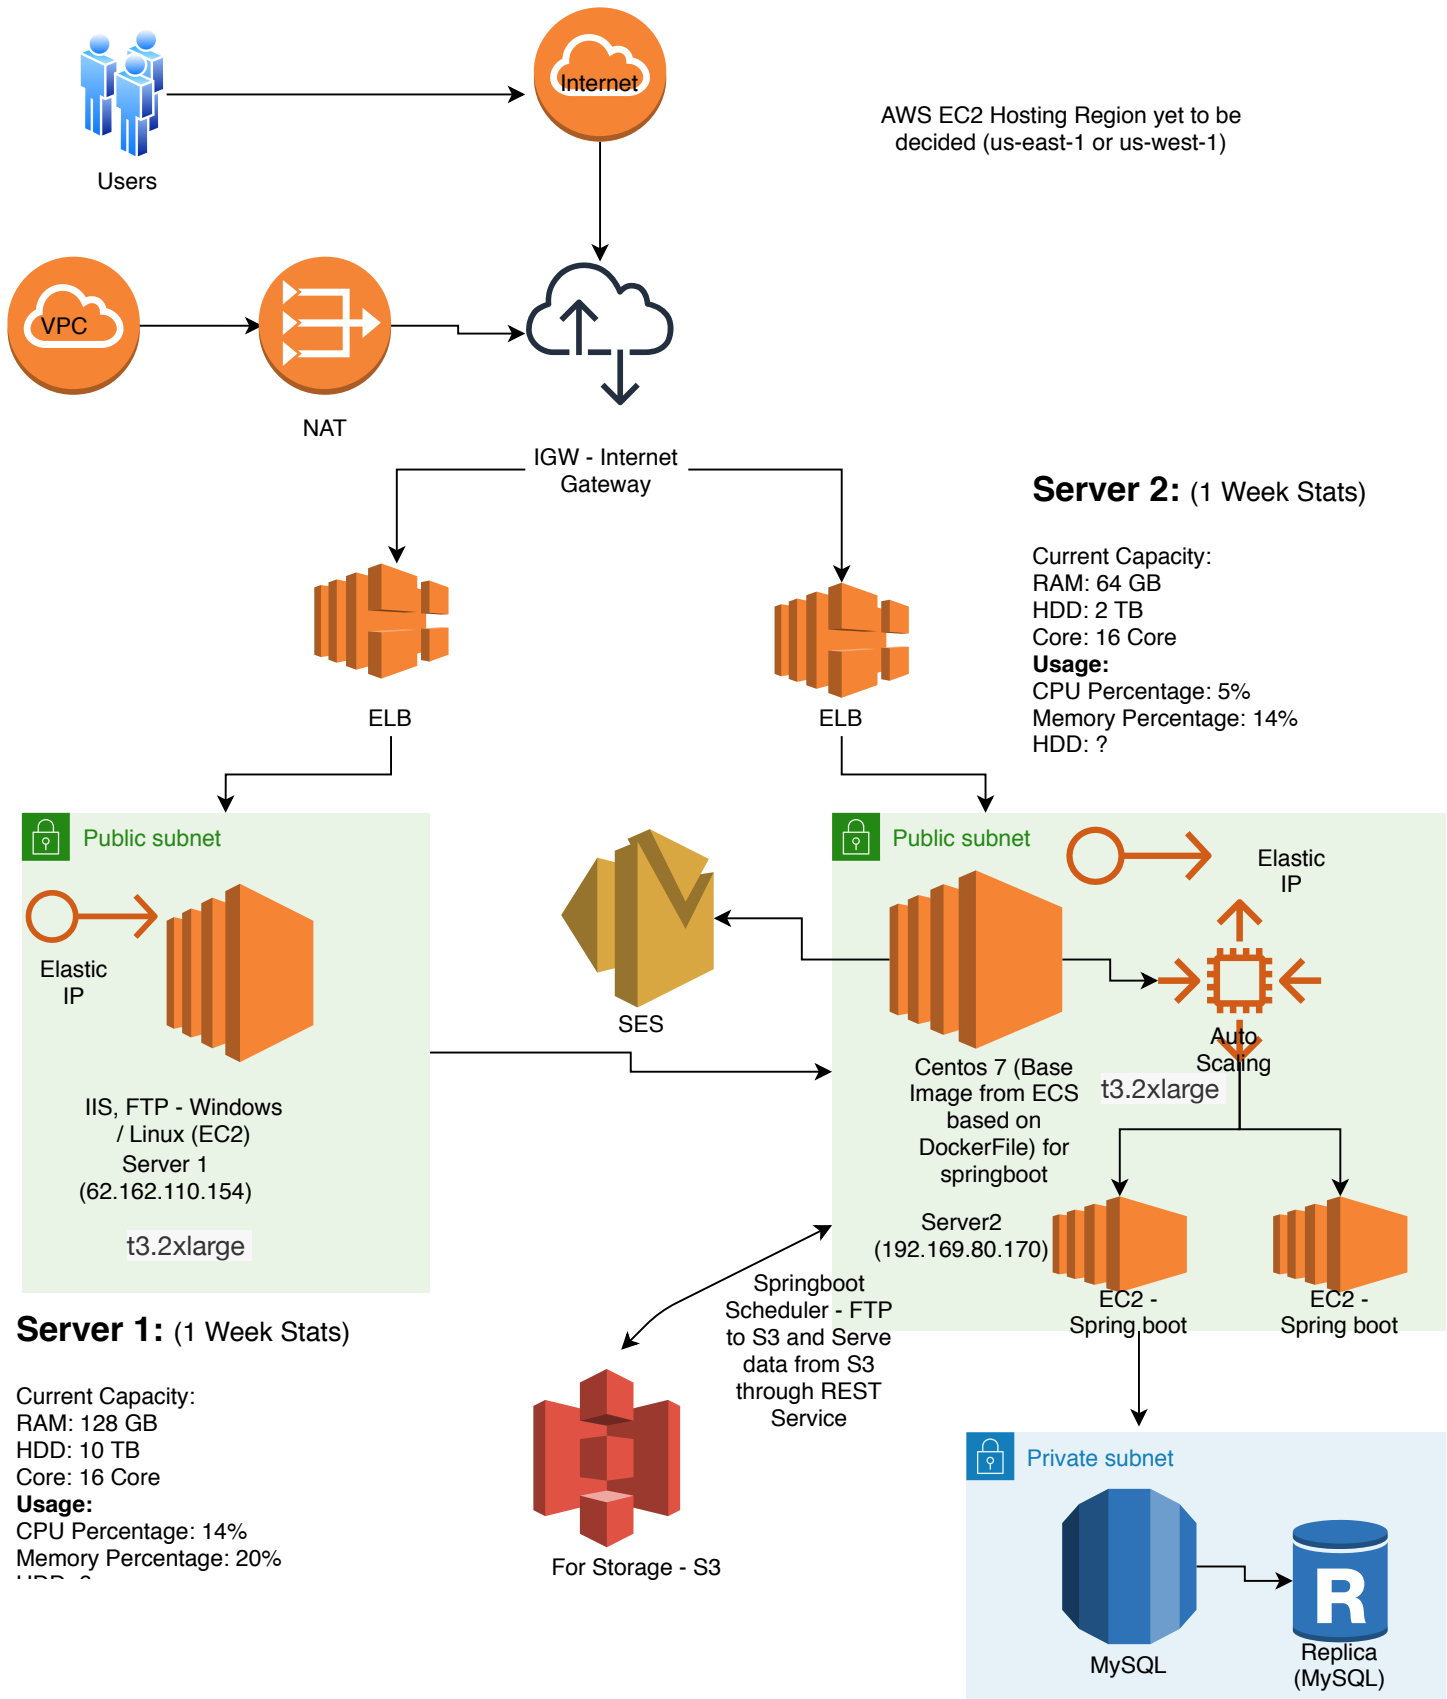 Internet
AWS EC2 Hosting Region yet to be
decided (us-east-1 or us-west-1)
Users
VPC
NAT
IGW - Internet
Gateway
Server 2: (1 Week Stats)
Current Capacity:
RAM: 64 GB
HDD: 2 TB
Core: 16 Core
Usage:
CPU Percentage: 5%
Memory Percentage: 14%
HDD: ?
ELB
ELB
Public subnet
Elastic
IP
IIS, FTP - Windows
/ Linux (EC2)
Server 1
(62.162.110.154)
t3.2xlarge
SES
Public subnet
Elastic
IP
Auto
Scaling
Centos 7 (Base
Image from ECS
based on
DockerFile) for
springboot
t3.2xlarge
Server2
(192.169.80.170)
EC2 -
Spring boot
EC2 -
Spring boot
Springboot
Scheduler - FTP
to S3 and Serve
data from S3
through REST
Service
Server 1: (1 Week Stats)
Current Capacity:
RAM: 128 GB
HDD: 10 TB
Core: 16 Core
Usage:
CPU Percentage: 14%
Memory Percentage: 20%
For Storage - S3
Private subnet
MySQL
R
Replica
(MySQL)